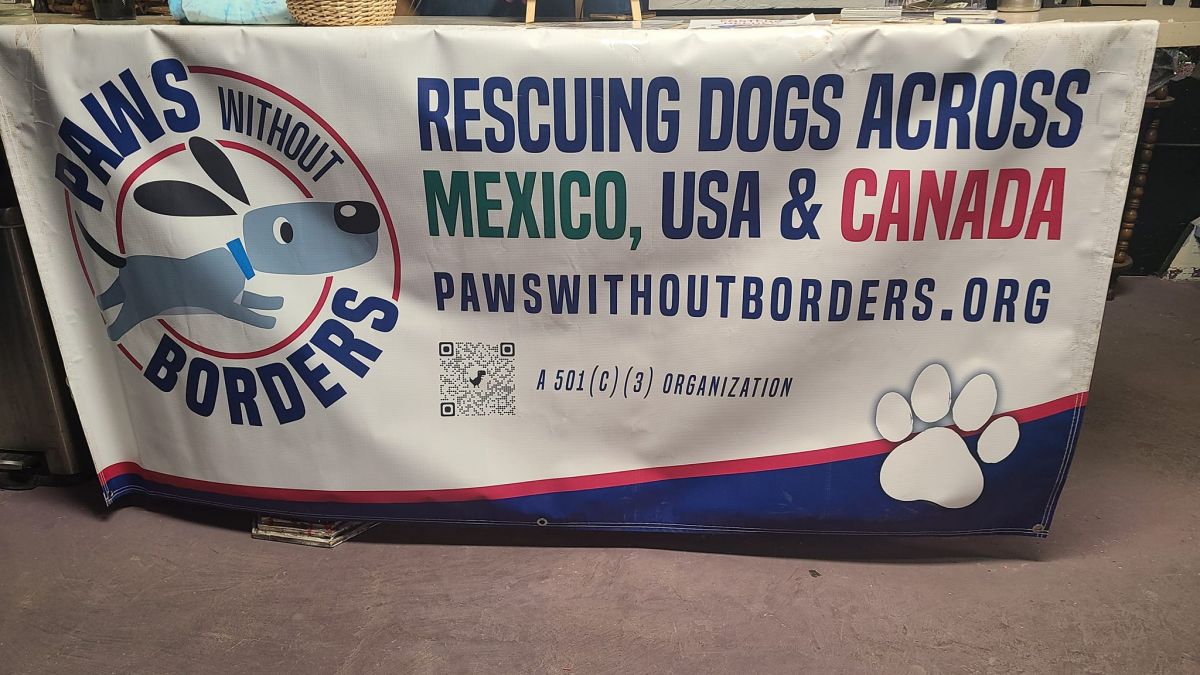 PAWS
WITHOUT
BORDERS
RESCUING DOGS ACROSS
MEXICO, USA & CANADA
PAWSWITHOUTBORDERS.ORG
A 501(C)(3) ORGANIZATION